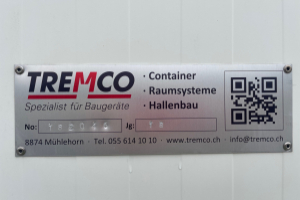 TREMCO
Spezialist für Baugeräte
· Container
· Raumsysteme
· Hallenbau
No:
Jg:
8874 Mühlehorn · Tel. 055 614 10 10 · www.tremco.ch · info@tremco.ch